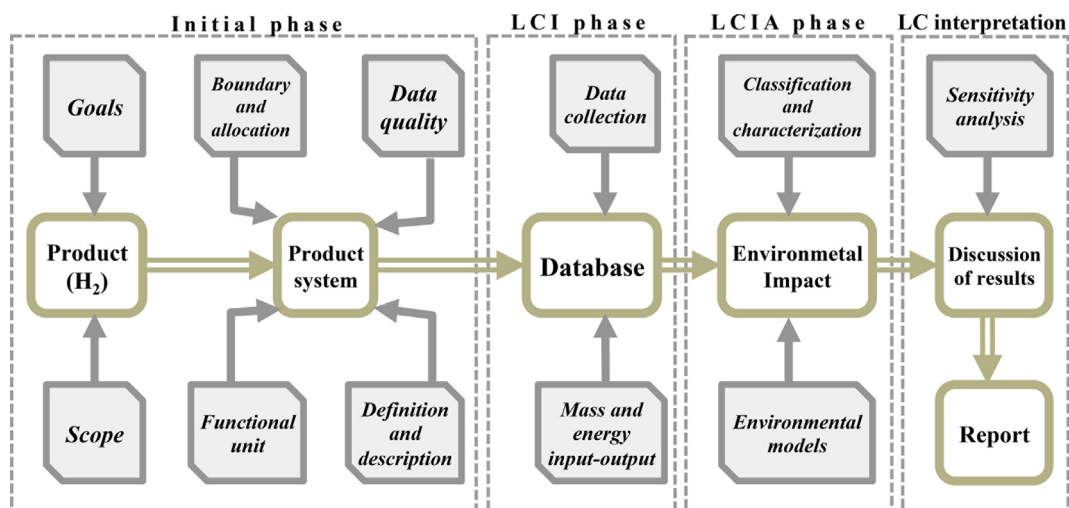 Initial phase
LCI phase
LCIA phase
LC interpretation
Goals
Boundary
and
allocation
Data
quality
Data
collection
Classification
and
characterization
Sensitivity
analysis
Product
(H₂)
Product
system
Database
Environmetal
Impact
Discussion
of results
Scope
Functional
unit
Definition
and
description
Mass and
energy
input-output
Environmental
models
Report